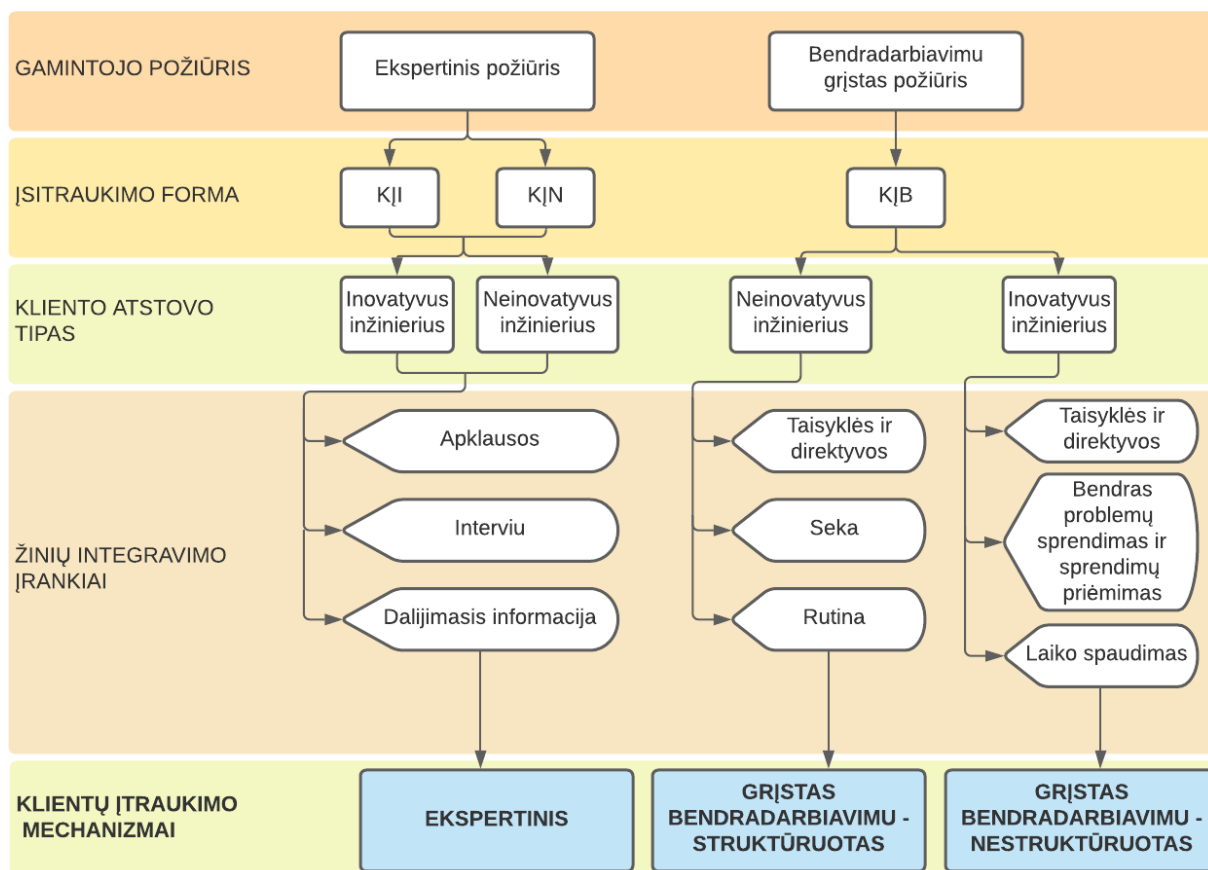 GAMINTOJO POŽIŪRIS
Ekspertinis požiūris
Bendradarbiavimu
grįstas požiūris
ĮSITRAUKIMO FORMA
KĮI
KĮN
KĮB
KLIENTO ATSTOVO
TIPAS
Inovatyvus
inžinierius
Neinovatyvus
inžinierius
Neinovatyvus
inžinierius
Inovatyvus
inžinierius
ŽINIŲ INTEGRAVIMO
ĮRANKIAI
Apklausos
Interviu
Dalijimasis informacija
Taisyklės ir
direktyvos
Seka
Rutina
Taisyklės ir
direktyvos
Bendras
problemų
sprendimas ir
sprendimų
priėmimas
Laiko spaudimas
KLIENTŲ ĮTRAUKIMO
MECHANIZMAI
EKSPERTINIS
GRĮSTAS
BENDRADARBIAVIMU -
STRUKTŪRUOTAS
GRĮSTAS
BENDRADARBIAVIMU -
NESTRUKTŪRUOTAS